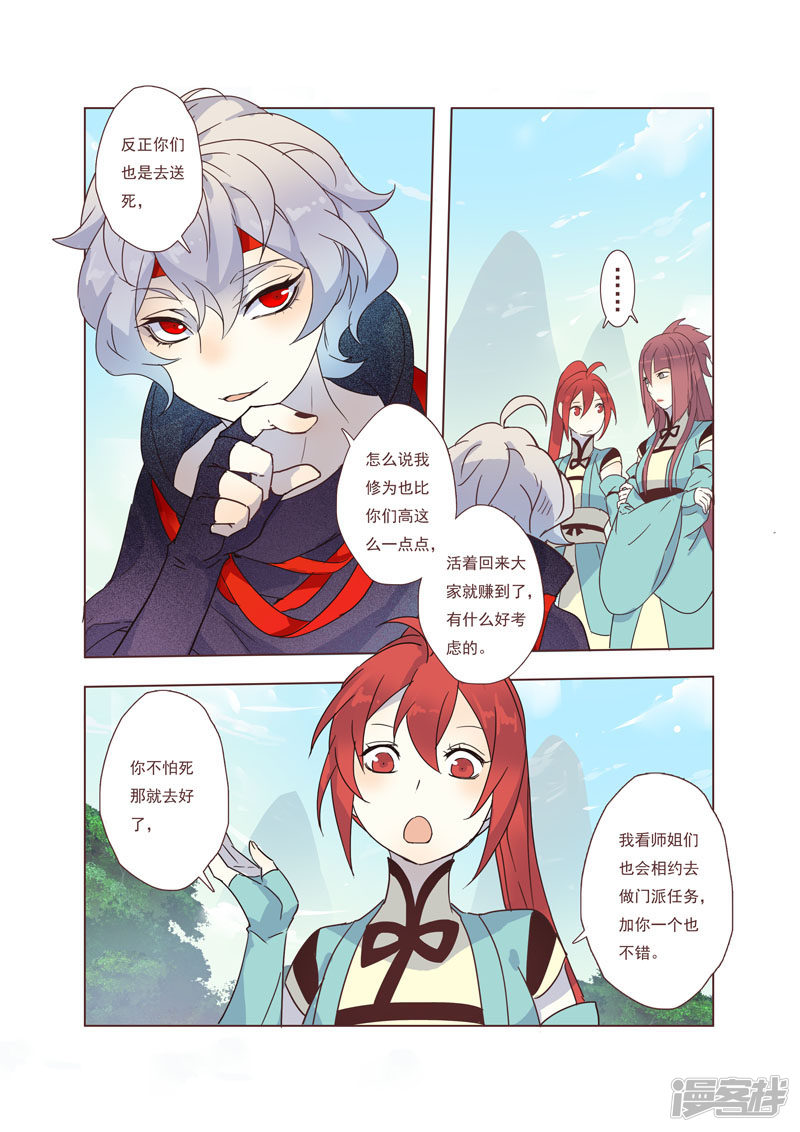 反正你们
也是去送
死，
……
怎么说我
修为也比
你们高这
么一点点，
活着回来大
家就赚到了，
有什么好考
虑的。
你不怕死
那就去好
了，
我看师姐们
也会相约去
做门派任务，
加你一个也
不错。
漫客栈